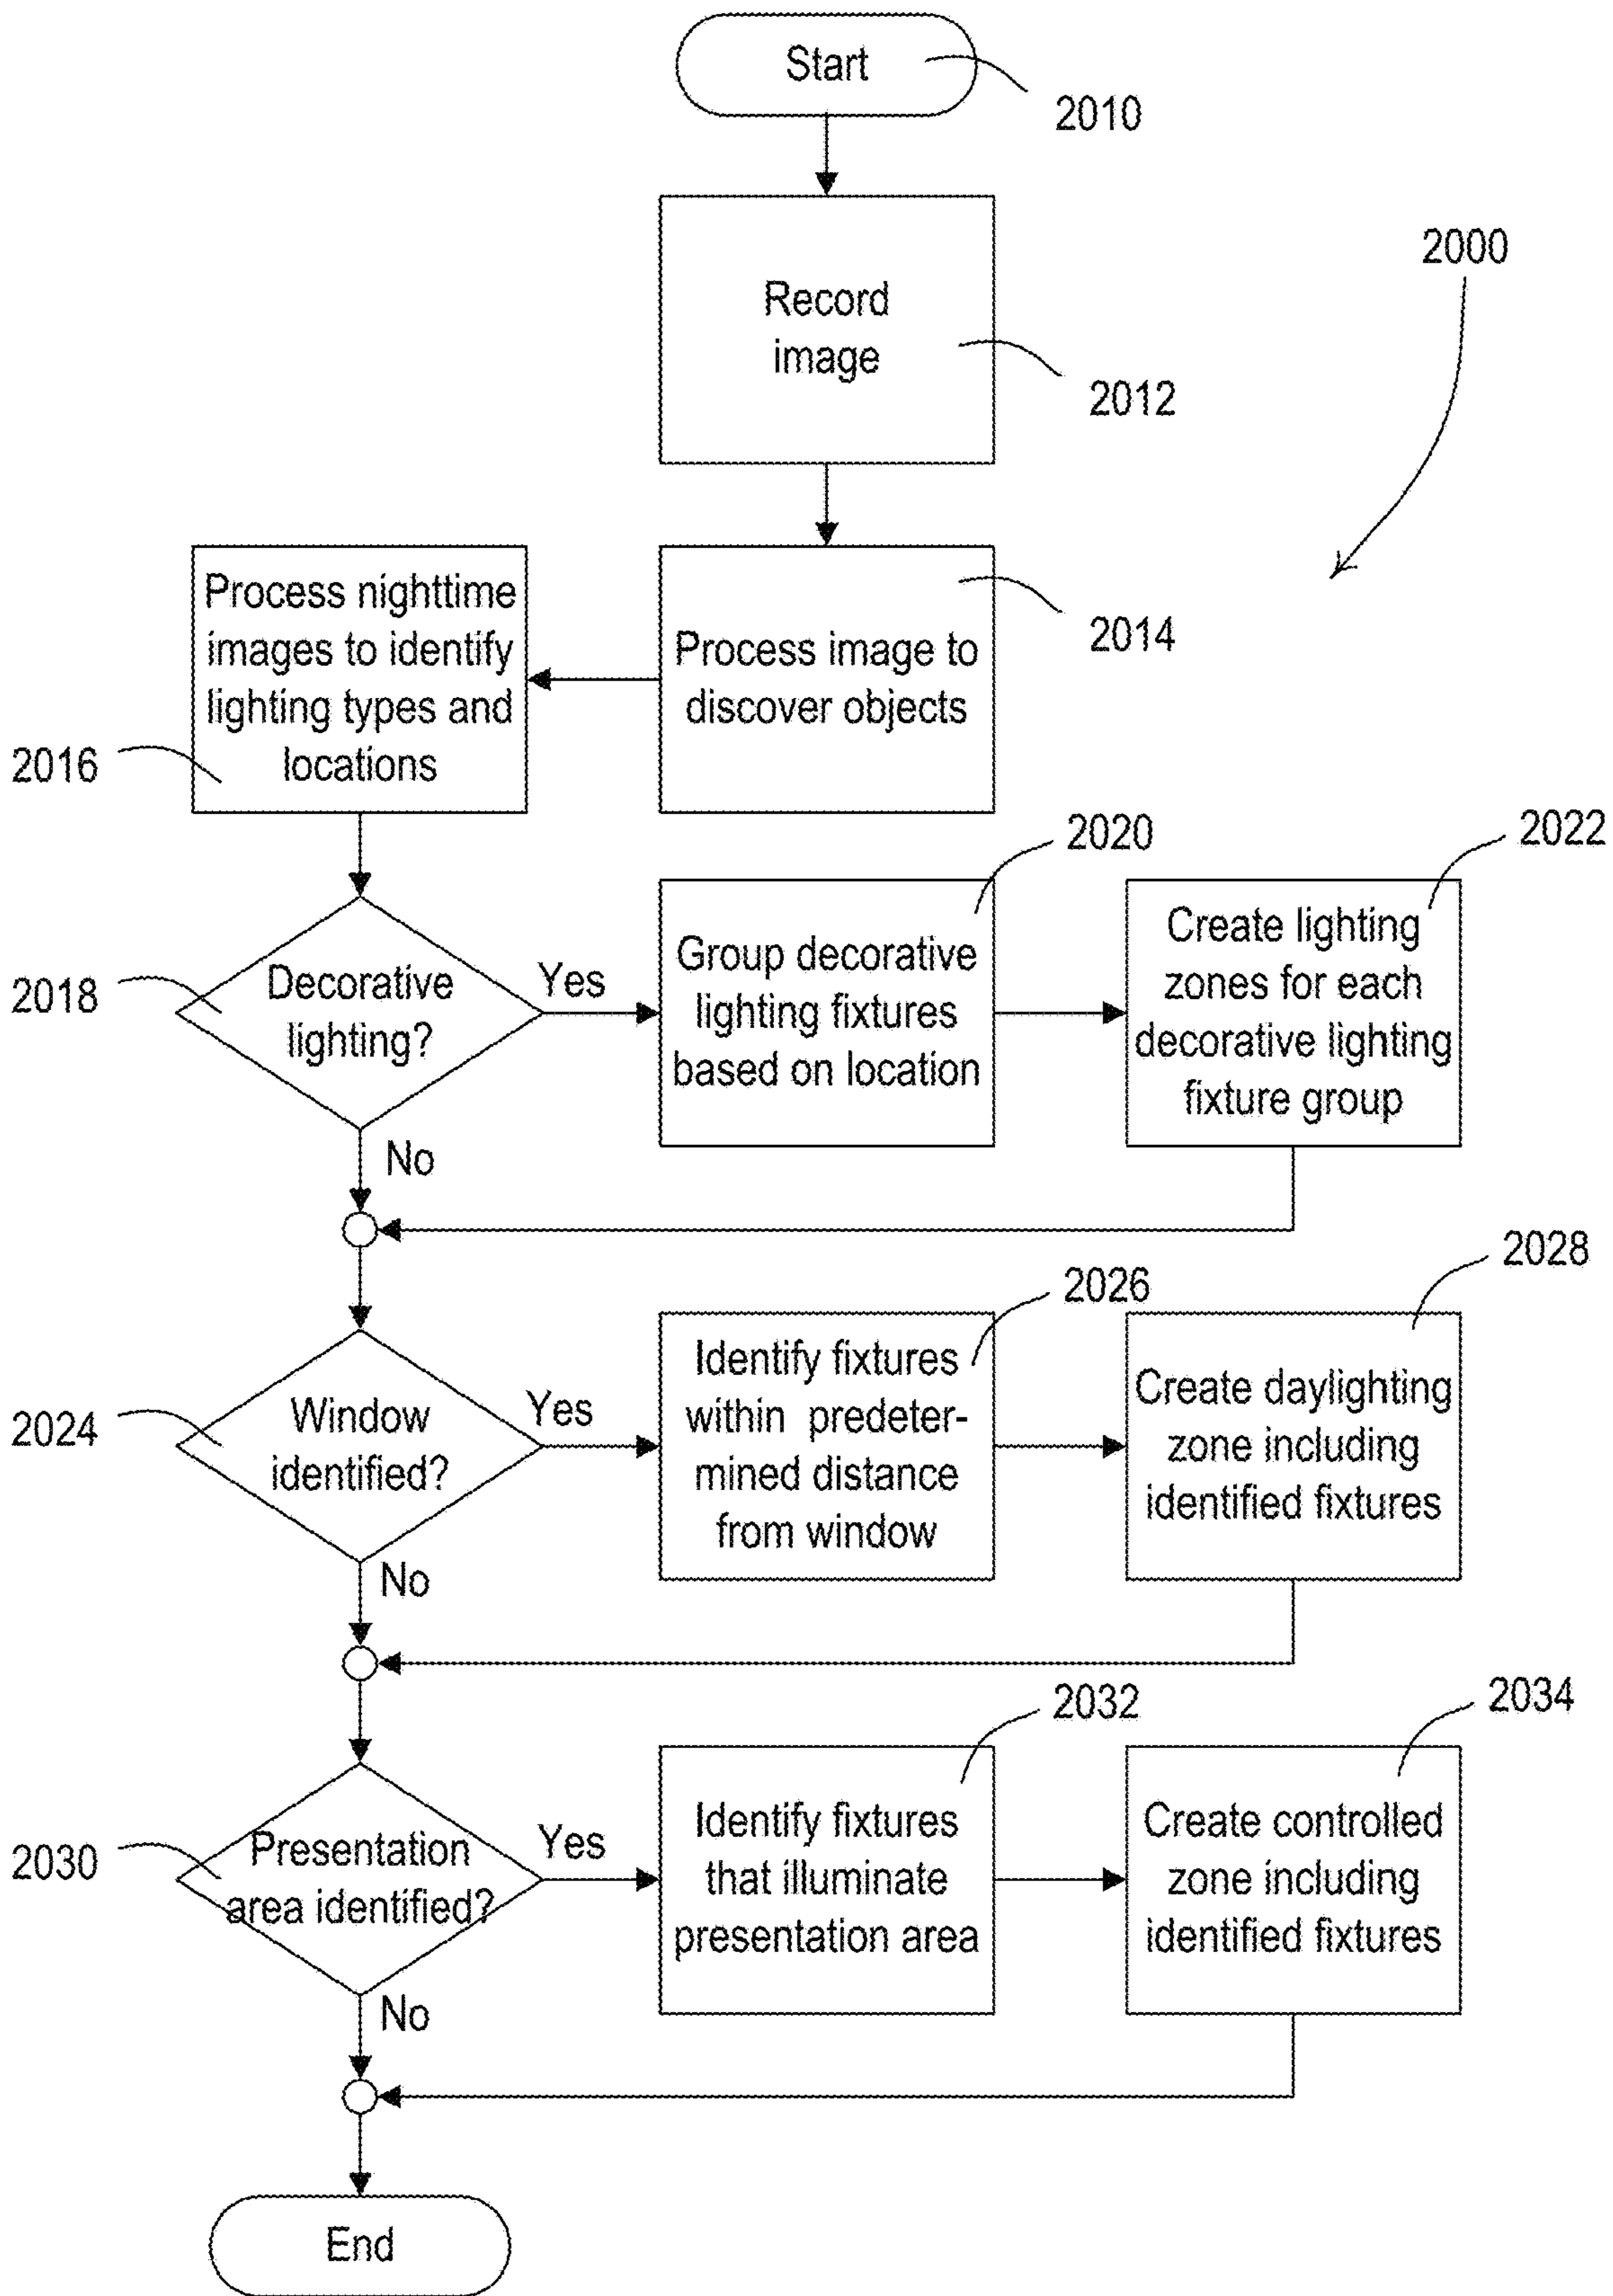 Start
2010
2000
Record
image
2012
Process nighttime
images to identify
lighting types and
locations
2016
Process image to
discover objects
2014
2018
Decorative
lighting?
Yes
No
2020
Group decorative
lighting fixtures
based on location
2022
Create lighting
zones for each
decorative lighting
fixture group
2024
Window
identified?
Yes
No
2026
Identify fixtures
within predeter-
mined distance
from window
2028
Create daylighting
zone including
identified fixtures
2030
Presentation
area identified?
Yes
No
2032
Identify fixtures
that illuminate
presentation area
2034
Create controlled
zone including
identified fixtures
End